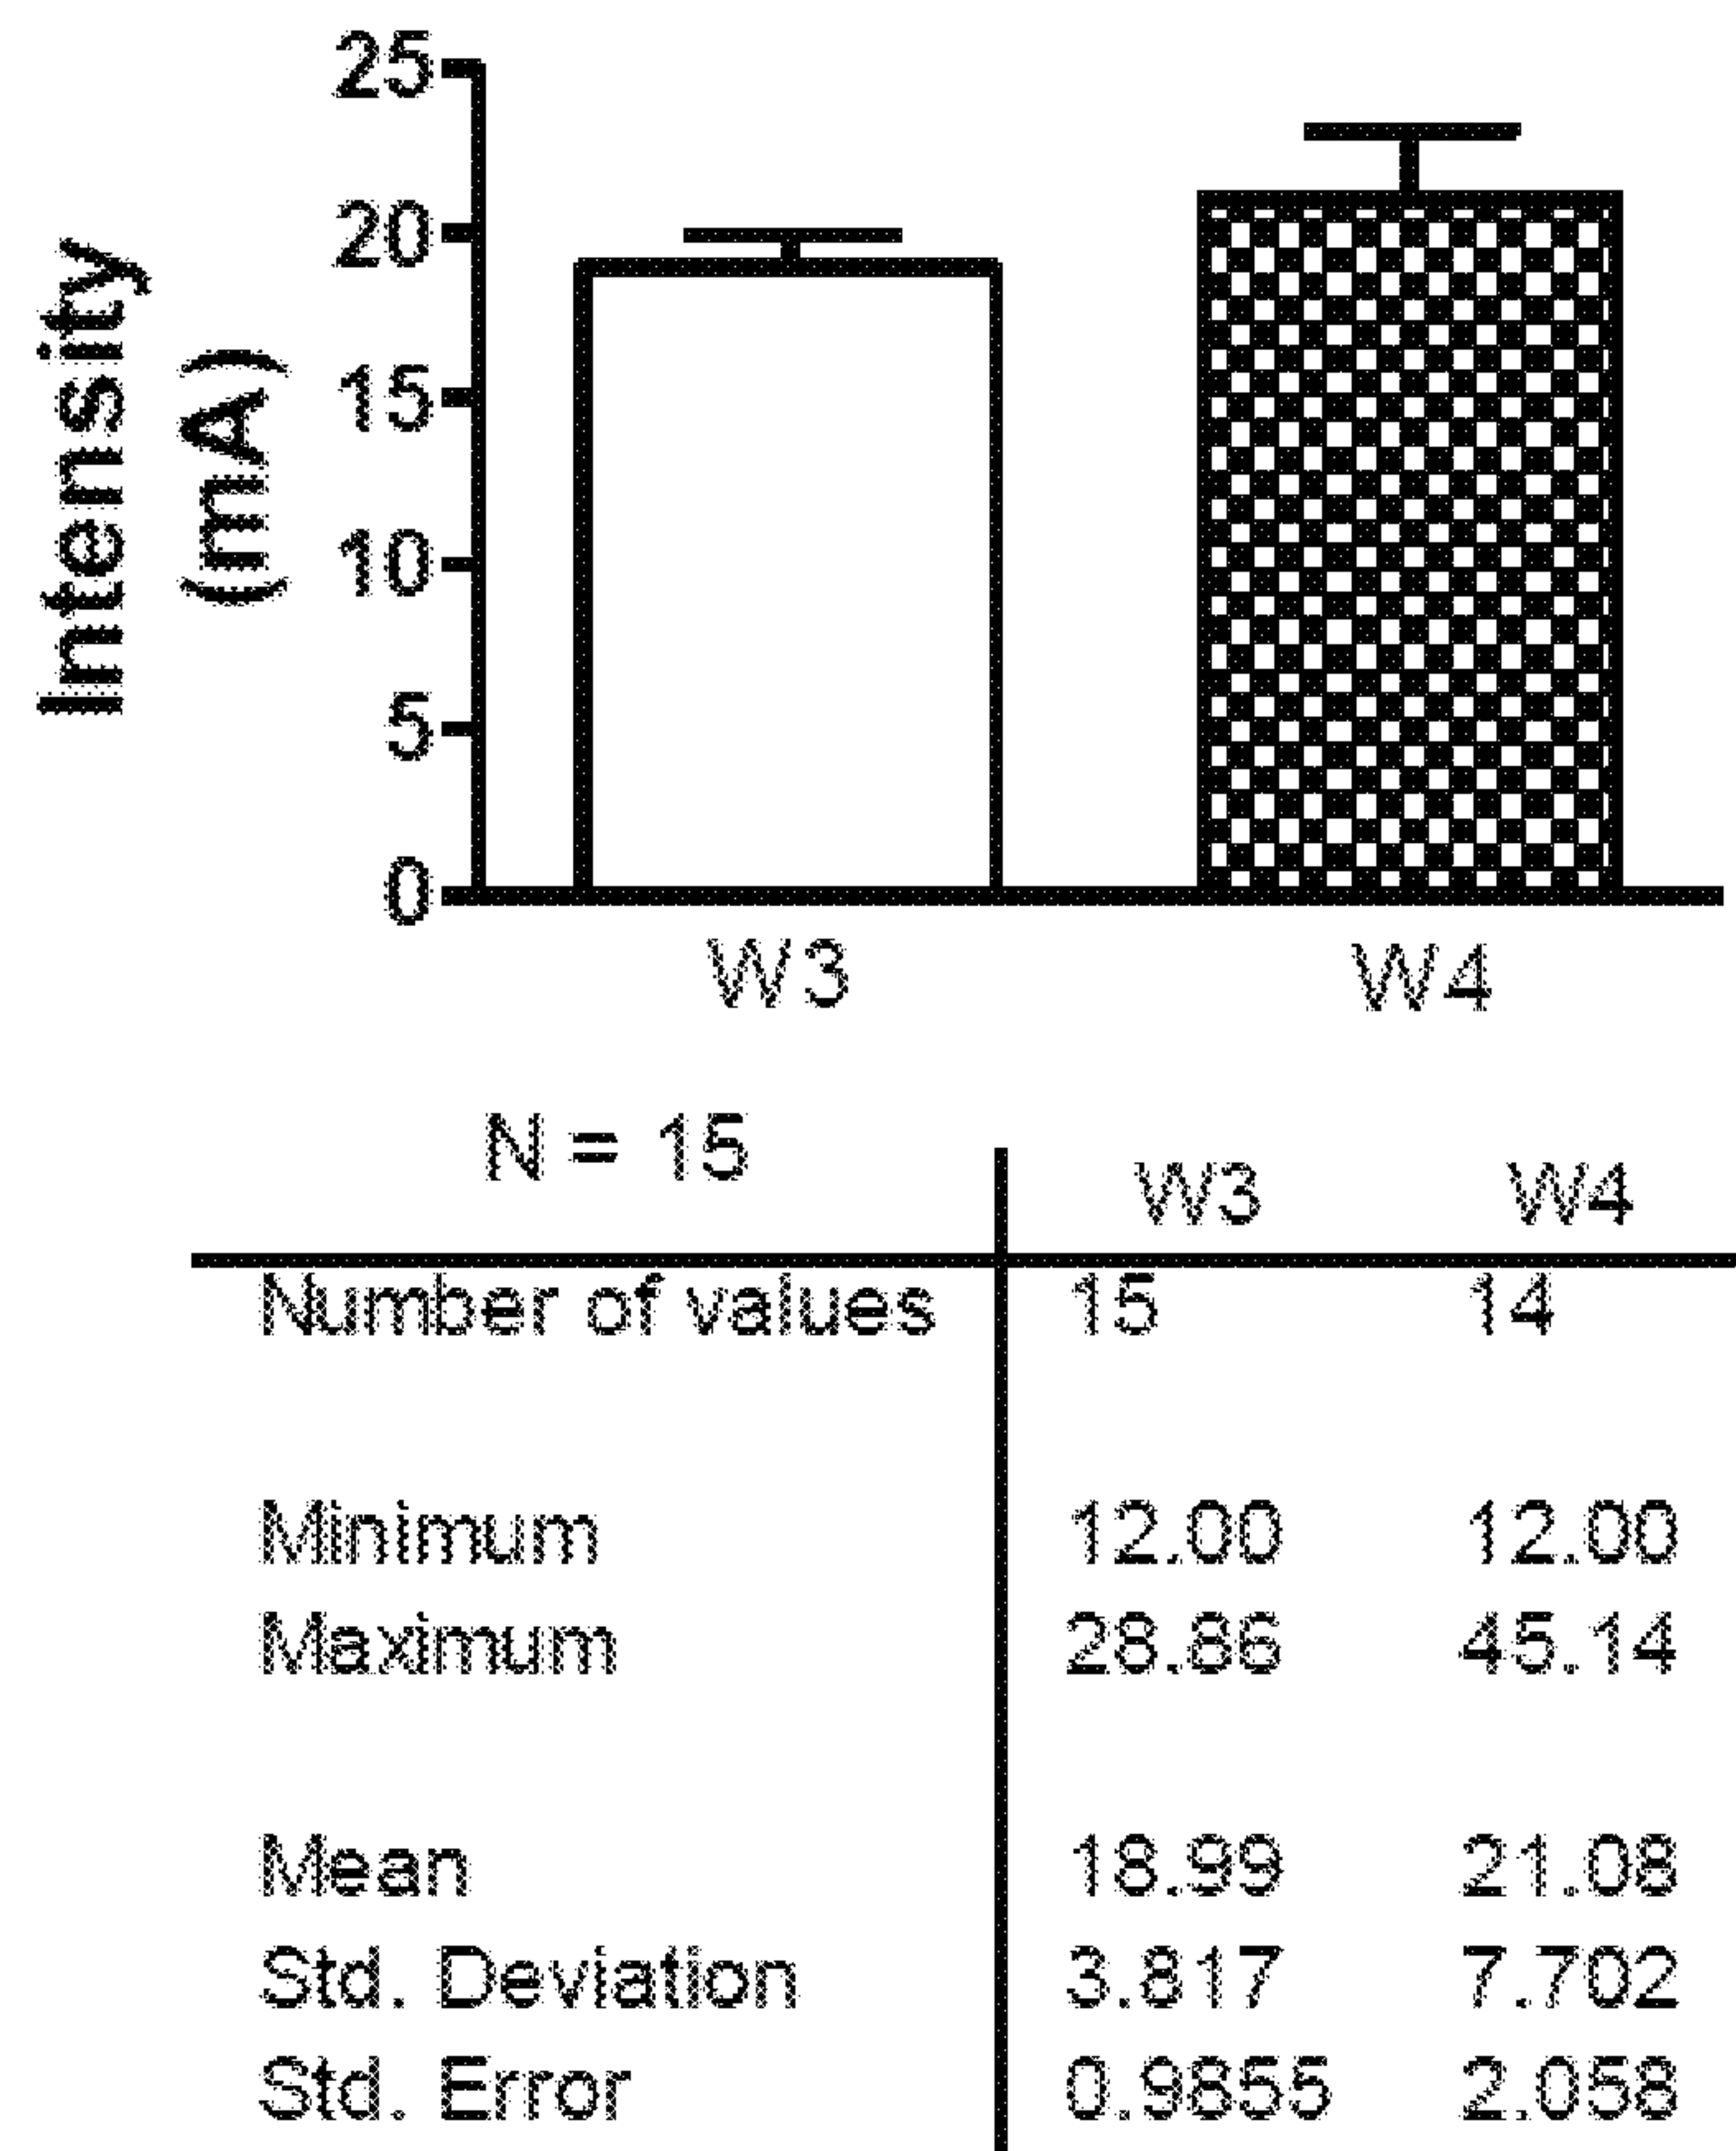 Intensity
(mA)
25
20
15
10
5
0
W3 W4
N = 15 W3 W4
Number of values 15 14
Minimum 12.00 12.00
Maximum 28.86 45.14
Mean 18.99 21.08
Std. Deviation 3.817 7.702
Std. Error 0.9855 2.058